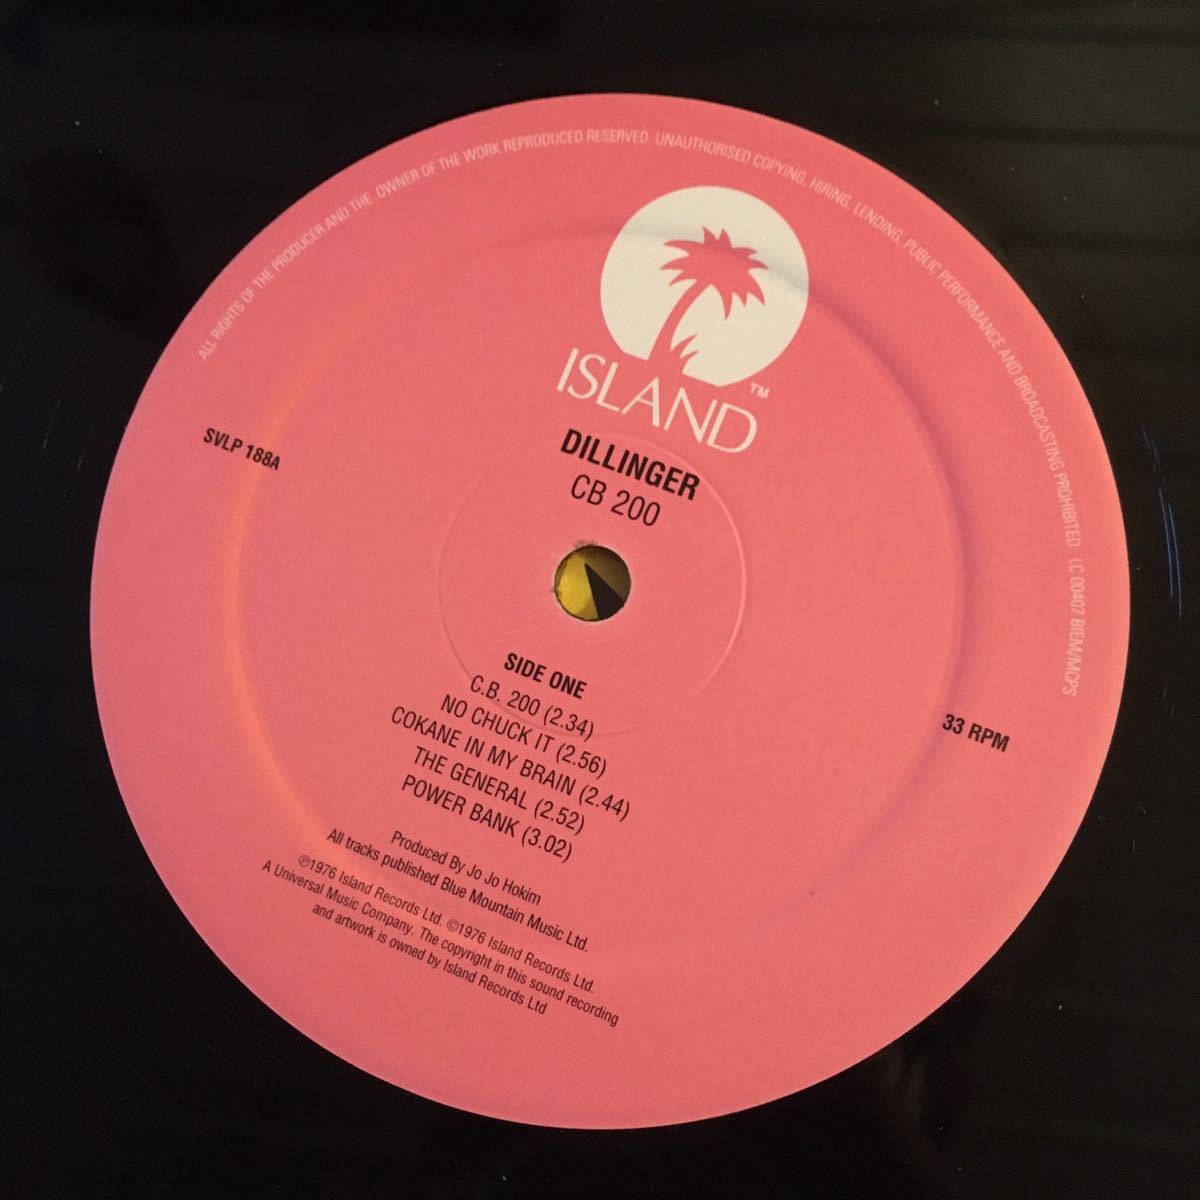 ALL RIGHTS OF THE PRODUCER AND THE OWNER OF THE WORK REPRODUCED RESERVED. UNAUTHORISED COPYING, HIRING, LENDING, PUBLIC PERFORMANCE AND BROADCASTING PROHIBITED. LC 00407 BIEM/MCPS
ISLAND™
DILLINGER
CB 200
SVLP 188A
33 RPM
SIDE ONE
C.B. 200 (2.34)
NO CHUCK IT (2.56)
COKANE IN MY BRAIN (2.44)
THE GENERAL (2.52)
POWER BANK (3.02)
Produced By Jo Jo Hokim
All tracks published Blue Mountain Music Ltd.
℗1976 Island Records Ltd. ©1976 Island Records Ltd.
A Universal Music Company. The copyright in this sound recording
and artwork is owned by Island Records Ltd